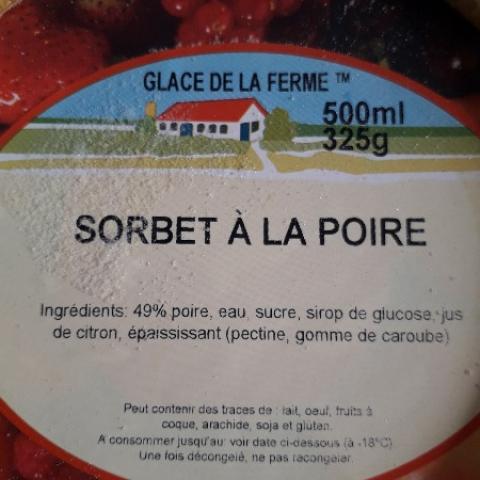 GLACE DE LA FERME ™
500ml
325g
SORBET À LA POIRE
Ingrédients: 49% poire, eau, sucre, sirop de glucose, jus
de citron, épaississant (pectine, gomme de caroube)
Peut contenir des traces de : lait, oeuf, fruits à
coque, arachide, soja et gluten.
A consommer jusqu'au: voir date ci-dessous (à -18°C)
Une fois décongelé, ne pas recongeler.